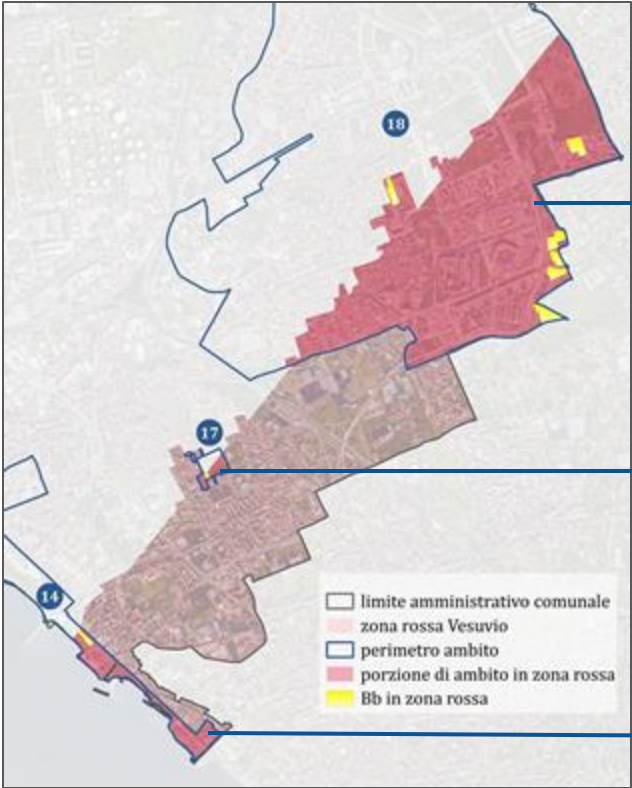 18
17
14
limite amministrativo comunale
zona rossa Vesuvio
perimetro ambito
porzione di ambito in zona rossa
Bb in zona rossa